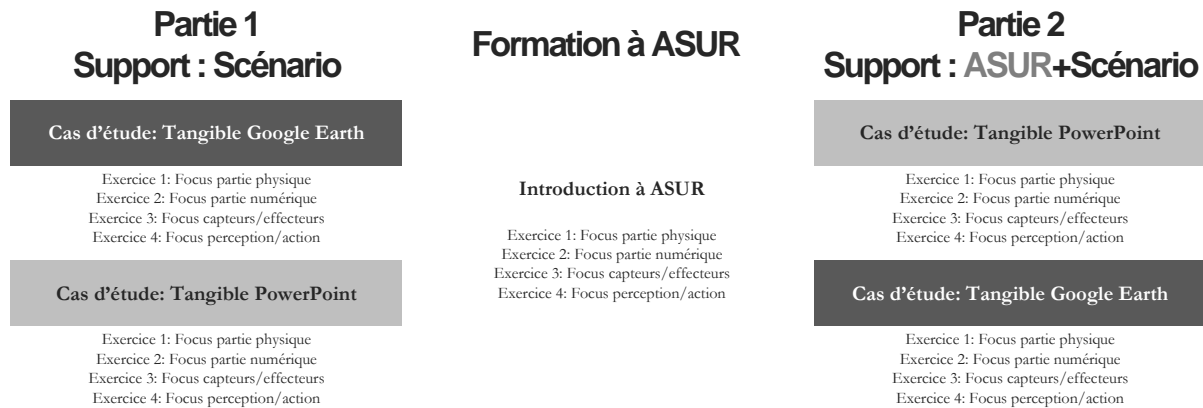 Partie 1
Support : Scénario
Cas d'étude: Tangible Google Earth
Exercice 1: Focus partie physique
Exercice 2: Focus partie numérique
Exercice 3: Focus capteurs/effecteurs
Exercice 4: Focus perception/action
Cas d'étude: Tangible PowerPoint
Exercice 1: Focus partie physique
Exercice 2: Focus partie numérique
Exercice 3: Focus capteurs/effecteurs
Exercice 4: Focus perception/action
Formation à ASUR
Introduction à ASUR
Exercice 1: Focus partie physique
Exercice 2: Focus partie numérique
Exercice 3: Focus capteurs/effecteurs
Exercice 4: Focus perception/action
Partie 2
Support : ASUR+Scénario
Cas d'étude: Tangible PowerPoint
Exercice 1: Focus partie physique
Exercice 2: Focus partie numérique
Exercice 3: Focus capteurs/effecteurs
Exercice 4: Focus perception/action
Cas d'étude: Tangible Google Earth
Exercice 1: Focus partie physique
Exercice 2: Focus partie numérique
Exercice 3: Focus capteurs/effecteurs
Exercice 4: Focus perception/action